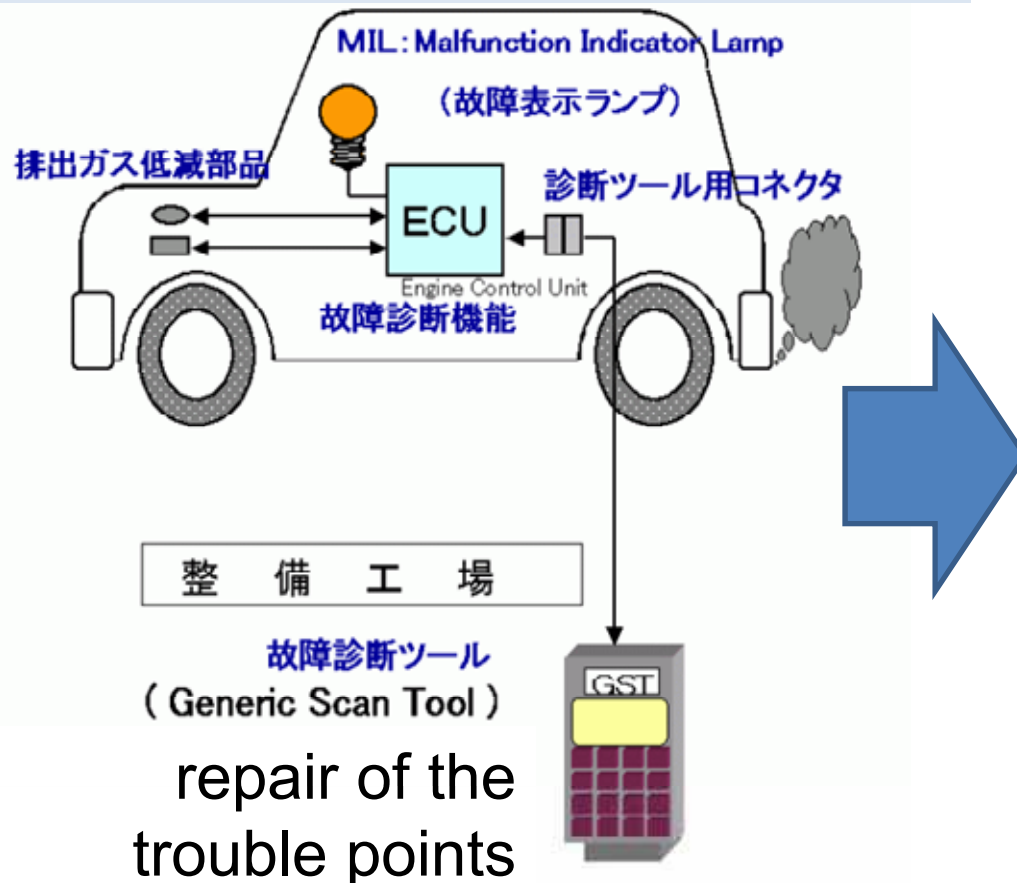 MIL:Malfunction Indicator Lamp
(故障表示ランプ)
排出ガス低減部品
診断ツール用コネクタ
ECU
Engine Control Unit
故障診断機能
整備工場
故障診断ツール
( Generic Scan Tool )
GST
repair of the
trouble points